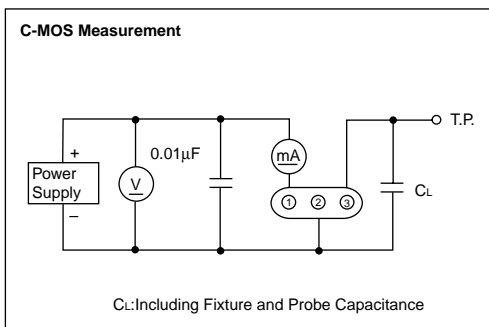 C-MOS Measurement
T.P.
+
0.01µF
Power
Supply
V
mA
–
① ② ③
CL
CL:Including Fixture and Probe Capacitance